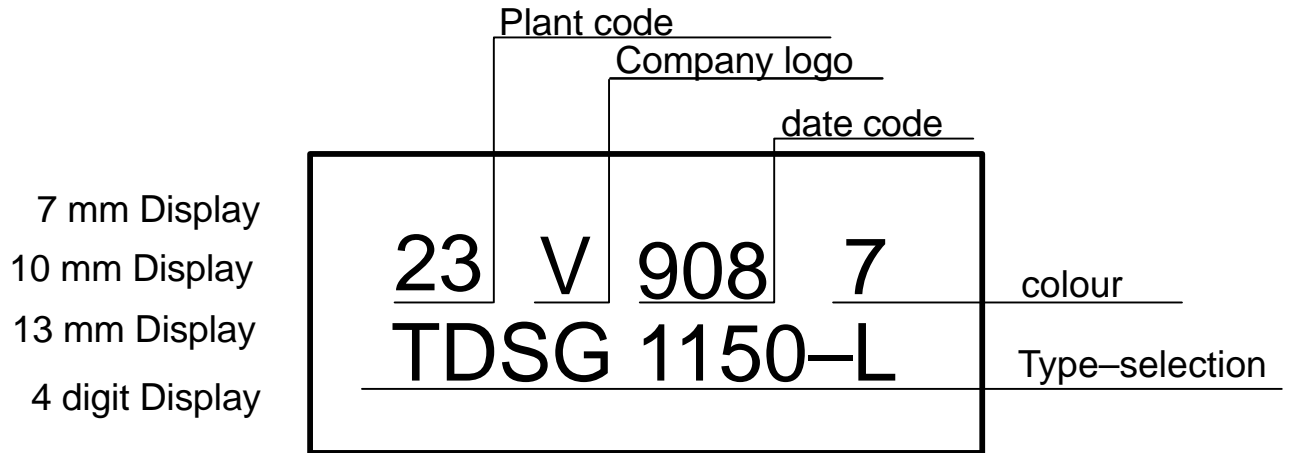 Plant code
Company logo
date code
7 mm Display
10 mm Display
13 mm Display
4 digit Display
23 V 908 7
TDSG 1150–L
colour
Type–selection